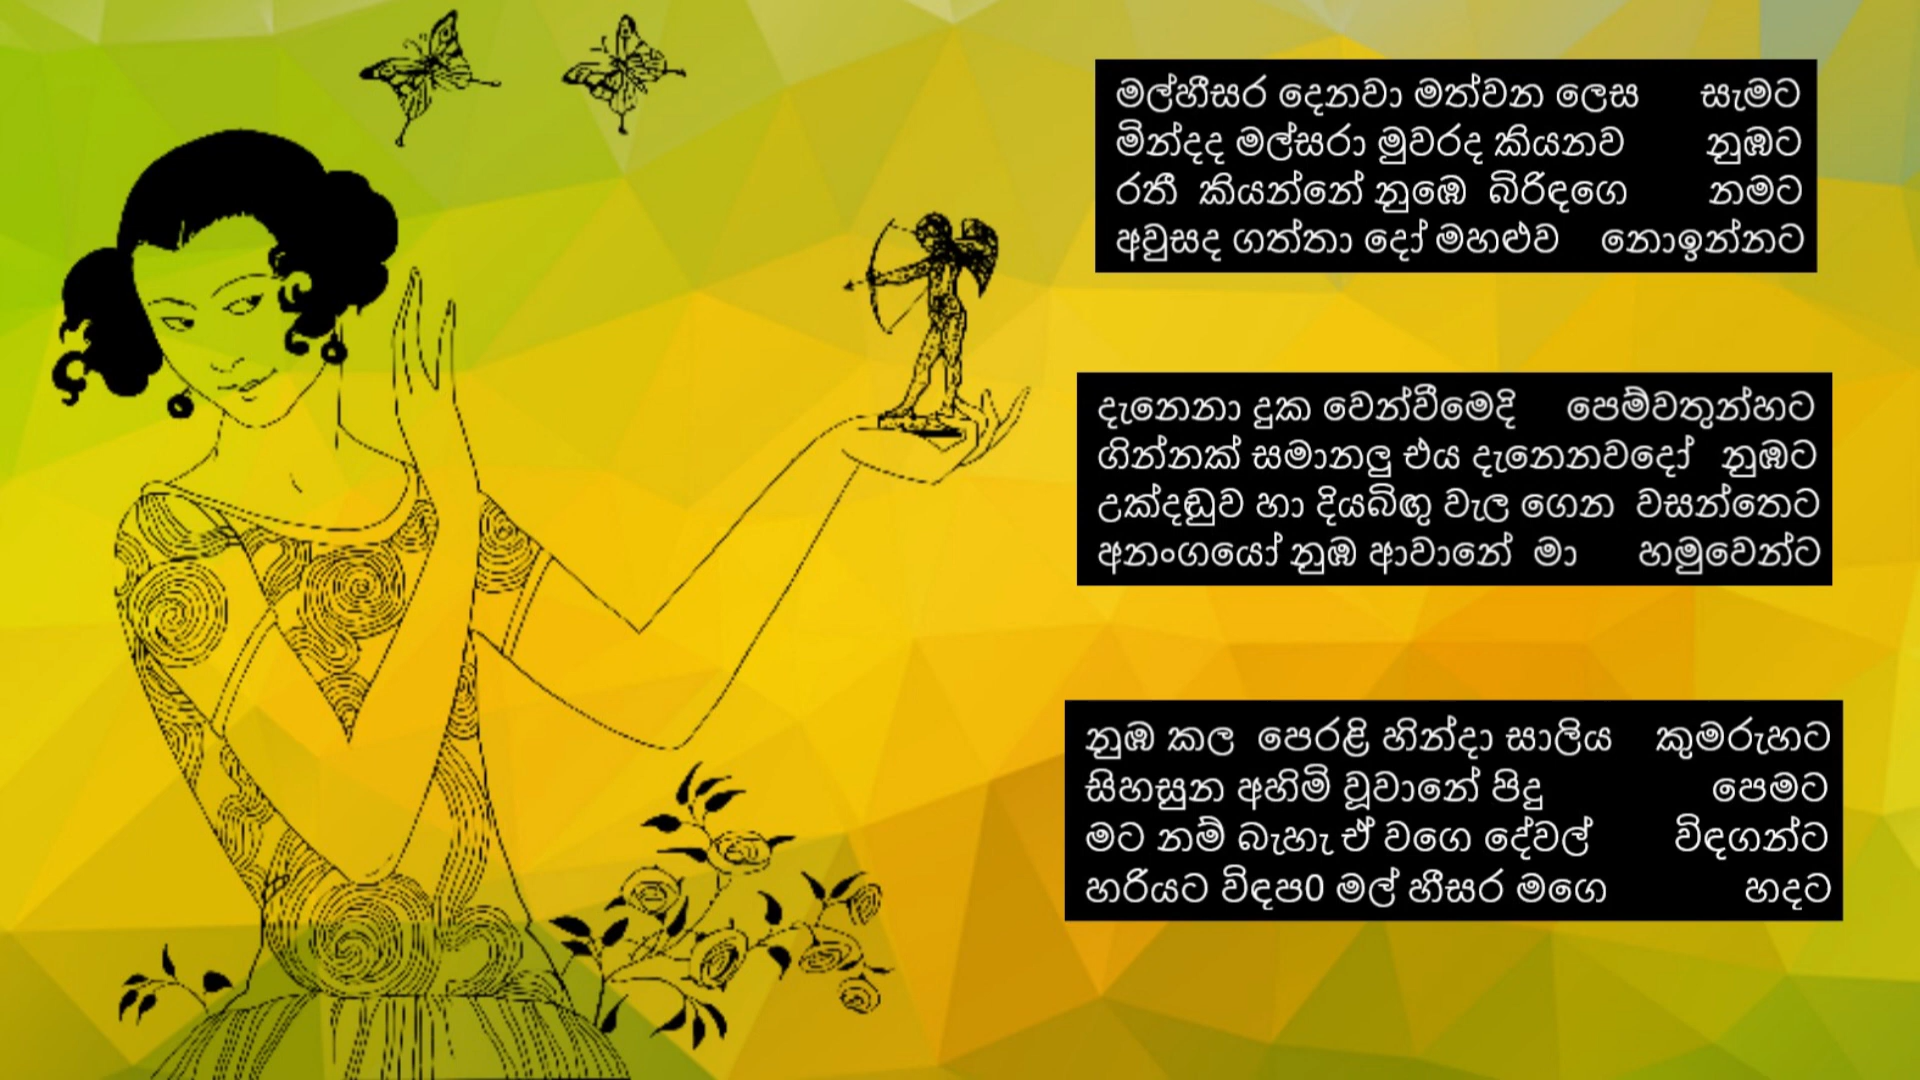 මල්හීසර දෙනවා මත්වන ලෙස සැමට
මින්දද මල්සරා මුවරද කියනව නුඹට
රතී කියන්නේ නුඹෙ බිරිඳගෙ නමට
අවුසද ගත්තා දෝ මහළුව නොඉන්නට
දැනෙනා දුක වෙන්වීමෙදි පෙම්වතුන්හට
ගින්නක් සමානලු එය දැනෙනවදෝ නුඹට
උක්දඬුව හා දියබිඟු වැල ගෙන වසන්තෙට
අනංගයෝ නුඹ ආවානේ මා හමුවෙන්ට
නුඹ කල පෙරළි හින්දා සාලිය කුමරුහට
සිහසුන අහිමි වූවානේ පිදු පෙමට
මට නම් බැහැ ඒ වගෙ දේවල් විඳගන්ට
හරියට විඳප0 මල් හීසර මගෙ හදට